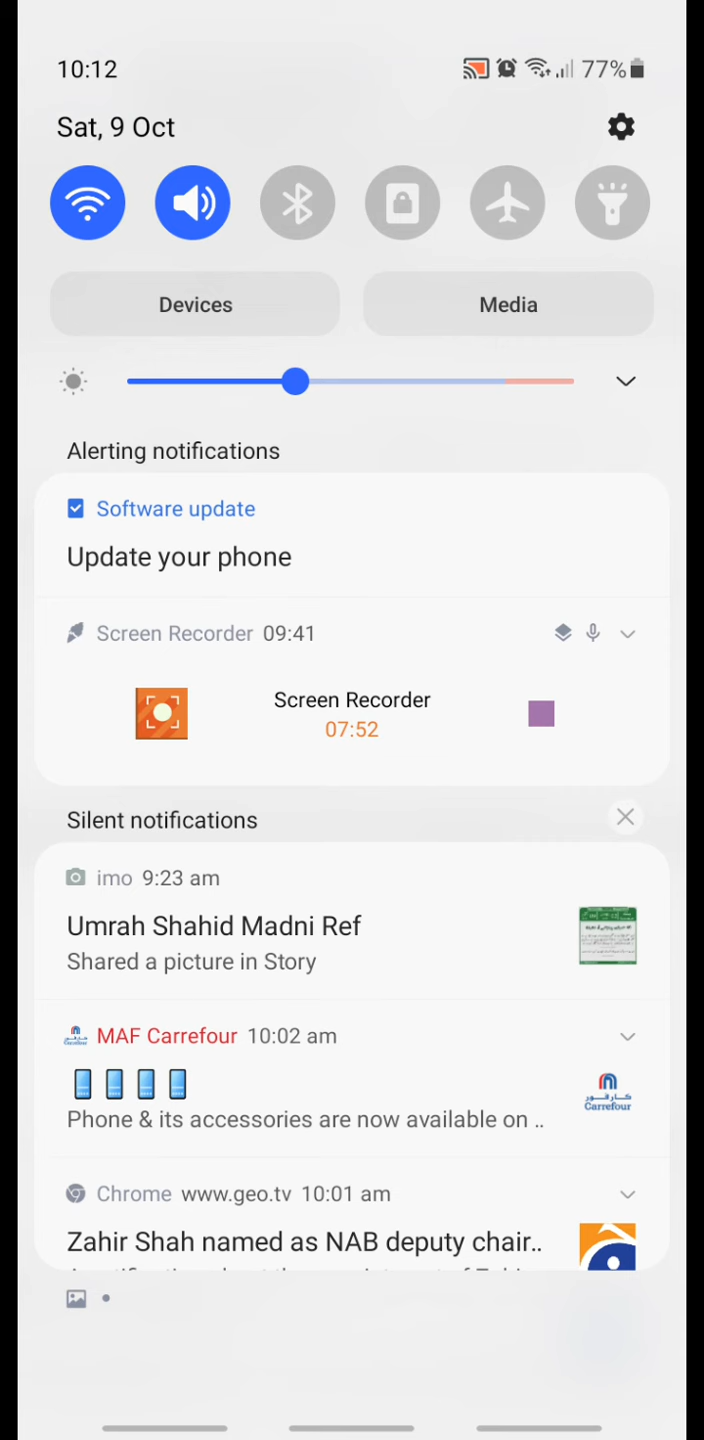 10:12
77%
Sat, 9 Oct
Devices
Media
Alerting notifications
Software update
Update your phone
Screen Recorder 09:41
Screen Recorder
07:52
Silent notifications
imo 9:23 am
Umrah Shahid Madni Ref
Shared a picture in Story
MAF Carrefour 10:02 am
Phone & its accessories are now available on ..
كارفور
Carrefour
Chrome www.geo.tv 10:01 am
Zahir Shah named as NAB deputy chair..